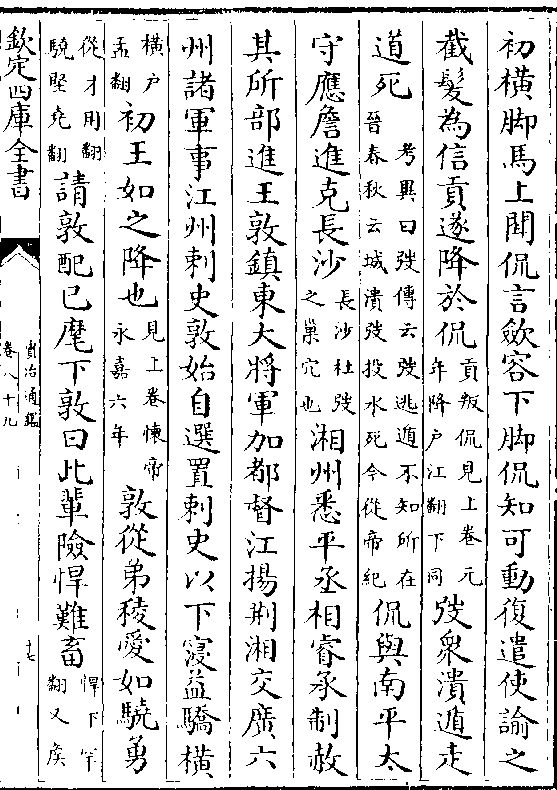 初橫脚馬上聞侃言斂容下脚侃知可動復遣使諭之
截髮為信貢遂降於侃貢叛侃見上卷元年降户江翻下同弢衆潰遁走
道死考異曰弢傳云弢逃遁不知所在晉春秋云城潰弢投水死今從帝紀侃與南平太
守應詹進克長沙長沙杜弢之巢穴也湘州悉平丞相睿承制赦
其所部進王敦鎮東大將軍加都督江揚荆湘交廣六
州諸軍事江州刺史敦始自選置刺史以下寖益驕橫
橫户孟翻初王如之降也見上卷懐帝永嘉六年敦從弟稜愛如驍勇
從才用翻驍堅堯翻請敦配己麾下敦曰此輩險悍難畜悍下罕翻又矦
欽定四庫全書
資治通鑑
卷八十九
十七